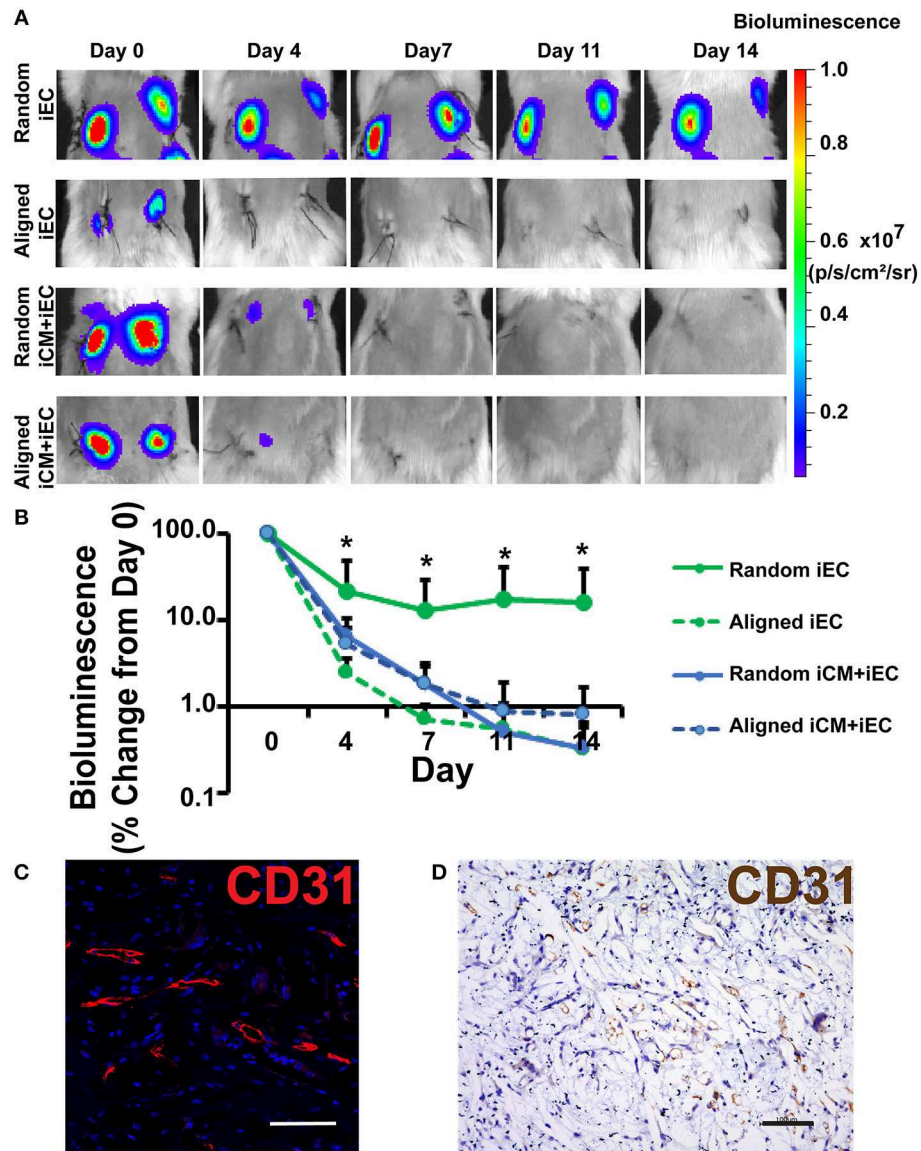 A
Bioluminescence
Day 0 Day 4 Day7 Day 11 Day 14
Random iEC
Aligned iEC
Random iCM+iEC
Aligned iCM+iEC
1.0
0.8
0.6
x10⁷
(p/s/cm²/sr)
0.4
0.2
B
Bioluminescence
(% Change from Day 0)
100.0
10.0
1.0
0.1
* * * *
0 4 7 11 14
Day
Random iEC
Aligned iEC
Random iCM+iEC
Aligned iCM+iEC
C
CD31
D
CD31
100um